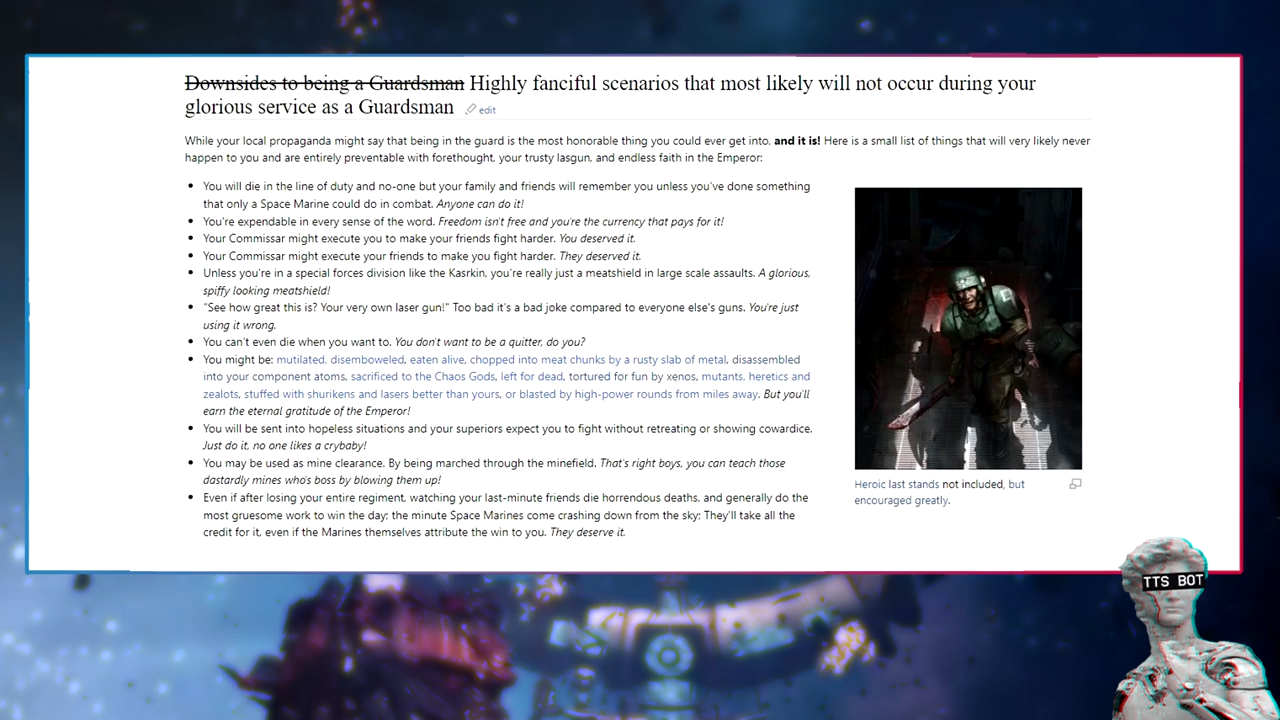 Downsides to being a Guardsman Highly fanciful scenarios that most likely will not occur during your
glorious service as a Guardsman edit
While your local propaganda might say that being in the guard is the most honorable thing you could ever get into, and it is! Here is a small list of things that will very likely never
happen to you and are entirely preventable with forethought, your trusty lasgun, and endless faith in the Emperor:
• You will die in the line of duty and no-one but your family and friends will remember you unless you've done something
that only a Space Marine could do in combat. Anyone can do it!
• You're expendable in every sense of the word. Freedom isn't free and you're the currency that pays for it!
• Your Commissar might execute you to make your friends fight harder. You deserved it.
• Your Commissar might execute your friends to make you fight harder. They deserved it.
• Unless you're in a special forces division like the Kasrkin, you're really just a meatshield in large scale assaults. A glorious,
spiffy looking meatshield!
• "See how great this is? Your very own laser gun!" Too bad it's a bad joke compared to everyone else's guns. You're just
using it wrong.
• You can't even die when you want to. You don't want to be a quitter, do you?
• You might be: mutilated, disemboweled, eaten alive, chopped into meat chunks by a rusty slab of metal, disassembled
into your component atoms, sacrificed to the Chaos Gods, left for dead, tortured for fun by xenos, mutants, heretics and
zealots, stuffed with shurikens and lasers better than yours, or blasted by high-power rounds from miles away. But you'll
earn the eternal gratitude of the Emperor!
• You will be sent into hopeless situations and your superiors expect you to fight without retreating or showing cowardice.
Just do it, no one likes a crybaby!
• You may be used as mine clearance. By being marched through the minefield. That's right boys, you can teach those
dastardly mines who's boss by blowing them up!
• Even if after losing your entire regiment, watching your last-minute friends die horrendous deaths, and generally do the
most gruesome work to win the day; the minute Space Marines come crashing down from the sky; They'll take all the
credit for it, even if the Marines themselves attribute the win to you. They deserve it.
Heroic last stands not included, but
encouraged greatly.
TTS BOT